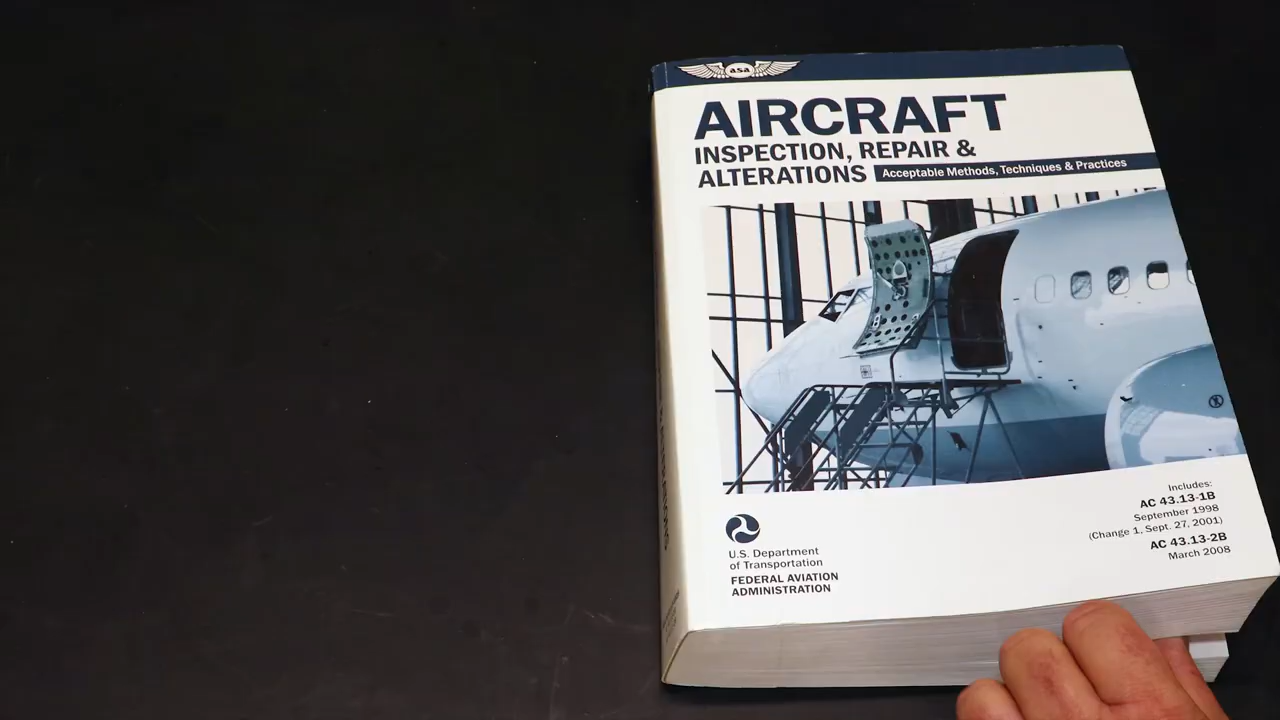 asa
AIRCRAFT
INSPECTION, REPAIR &
ALTERATIONS Acceptable Methods, Techniques & Practices
Includes:
AC 43.13-1B
September 1998
(Change 1, Sept. 27, 2001)
AC 43.13-2B
March 2008
U.S. Department
of Transportation
FEDERAL AVIATION
ADMINISTRATION